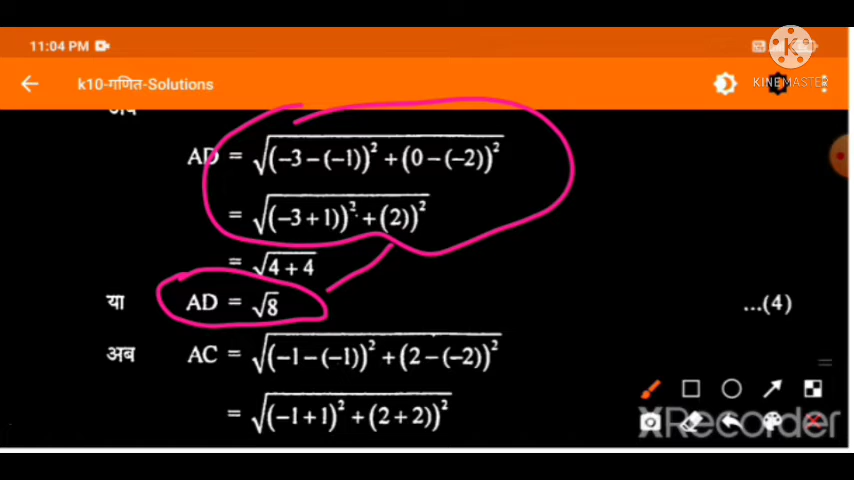 11:04 PM
KINEMASTER
k10-गणित-Solutions
अब
AD = √(-3-(-1))² + (0-(-2))²
= √(-3+1))² + (2))²
= √4+4
या AD = √8 ...(4)
अब AC = √(-1-(-1))² + (2-(-2))²
= √(-1+1)² + (2+2))²
XRecorder